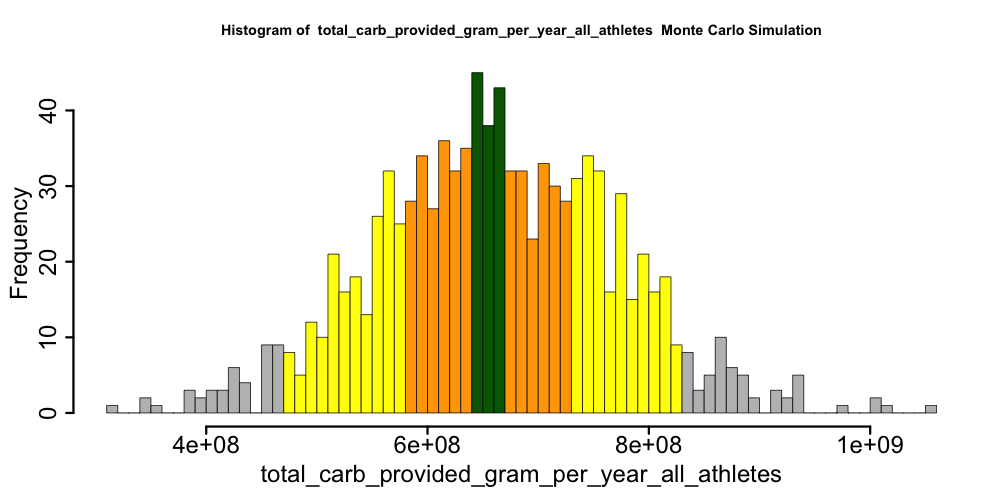 Histogram of  total_carb_provided_gram_per_year_all_athletes  Monte Carlo Simulation
Frequency
40
30
20
10
0
4e+08 6e+08 8e+08 1e+09
total_carb_provided_gram_per_year_all_athletes